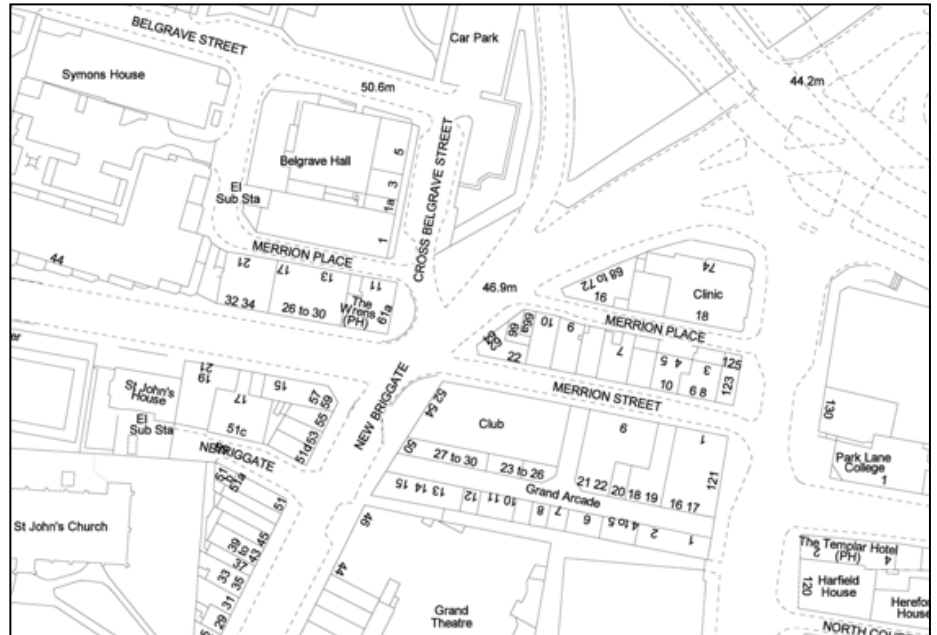 BELGRAVE STREET
Car Park
Symons House
50.6m
44.2m
Belgrave Hall
5
3
1a
1
El
Sub Sta
CROSS BELGRAVE STREET
MERRION PLACE
44
21
17
13
11
32 34
26 to 30
The
Wrens
(PH)
61a
46.9m
68 to 72
74
16
Clinic
18
MERRION PLACE
66a
66
10
9
7
5
4
3
125
22
10
6 8
123
MERRION STREET
St John's
House
El
Sub Sta
21
19
17
15
57
59
55
53
51d
51c
NEW BRIGGATE
NEW BRIGGATE
52 54
50
Club
27 to 30
23 to 26
9
1
121
21 22
20
18 19
16 17
Grand Arcade
13 14 15
12
10 11
8
7
6
4 to 5
2
1
130
Park Lane
College
1
51a
51
St John's Church
45
43
39
37
35
33
31
29
46
44
Grand
Theatre
The Templar Hotel
(PH)
2
4
120
Harfield
House
Herefor
House
NORTH COU